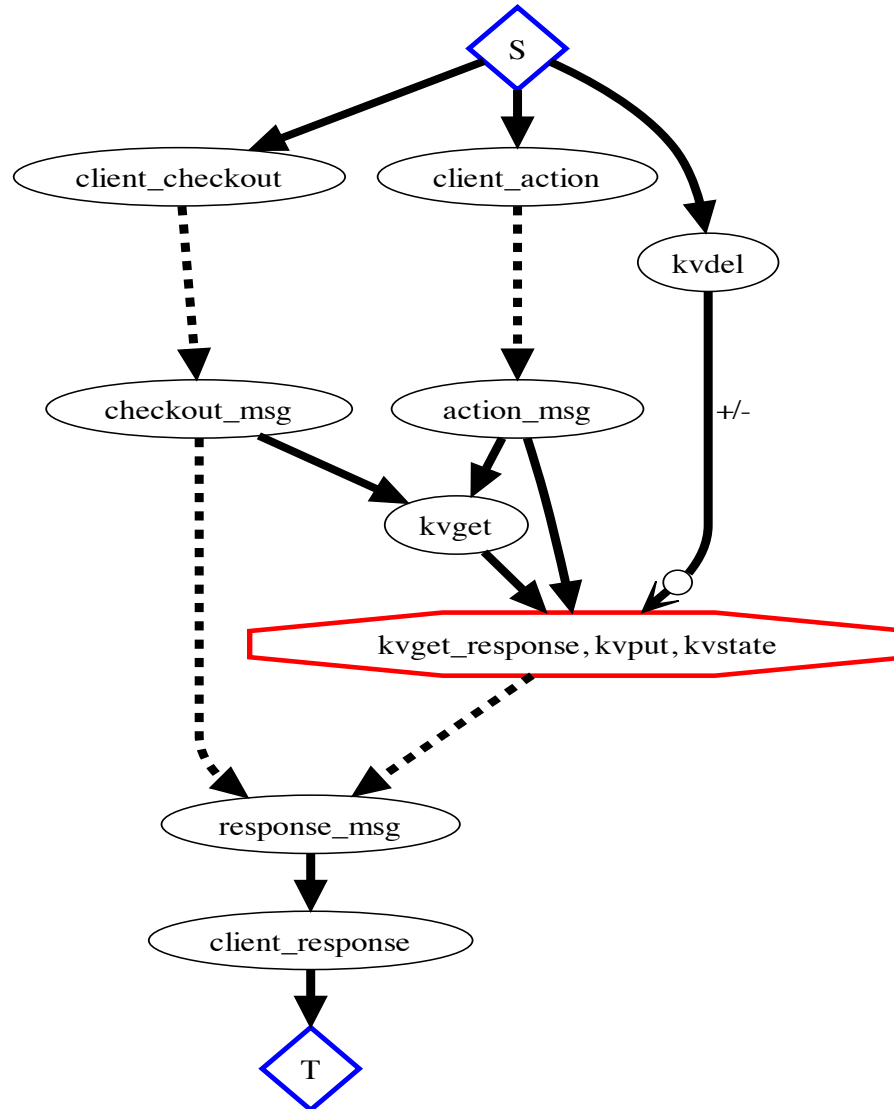 S
client_checkout
client_action
kvdel
checkout_msg
action_msg
+/-
kvget
kvget_response, kvput, kvstate
response_msg
client_response
T